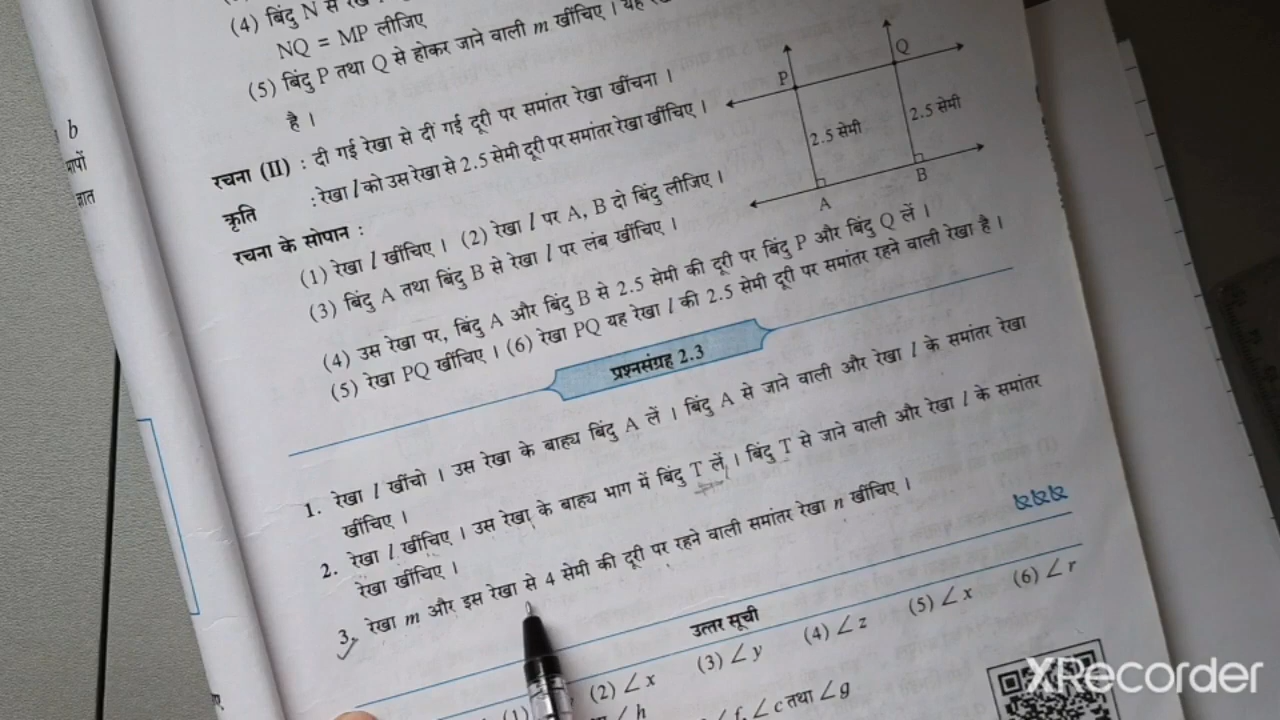 (4) बिंदु N से
NQ = MP लीजिए
(5) बिंदु P तथा Q से होकर जाने वाली m खींचिए ।
है ।
b
रचना (II) : दी गई रेखा से दी गई दूरी पर समांतर रेखा खींचना ।
कृति : रेखा l को उस रेखा से 2.5 सेमी दूरी पर समांतर रेखा खींचिए ।
रचना के सोपान :
(1) रेखा l खींचिए । (2) रेखा l पर A, B दो बिंदु लीजिए ।
(3) बिंदु A तथा बिंदु B से रेखा l पर लंब खींचिए ।
(4) उस रेखा पर, बिंदु A और बिंदु B से 2.5 सेमी की दूरी पर बिंदु P और बिंदु Q लें ।
(5) रेखा PQ खींचिए । (6) रेखा PQ यह रेखा l की 2.5 सेमी दूरी पर समांतर रहने वाली रेखा है ।
P
Q
2.5 सेमी
2.5 सेमी
A
B
प्रश्नसंग्रह 2.3
1. रेखा l खींचो । उस रेखा के बाह्य बिंदु A लें । बिंदु A से जाने वाली और रेखा l के समांतर रेखा
खींचिए ।
2. रेखा l खींचिए । उस रेखा के बाह्य भाग में बिंदु T लें । बिंदु T से जाने वाली और रेखा l के समांतर
रेखा खींचिए ।
3. रेखा m और इस रेखा से 4 सेमी की दूरी पर रहने वाली समांतर रेखा n खींचिए ।
उत्तर सूची
(1) (2) ∠x (3) ∠y (4) ∠z (5) ∠x (6) ∠r
∠h ∠f, ∠c तथा ∠g
XRecorder